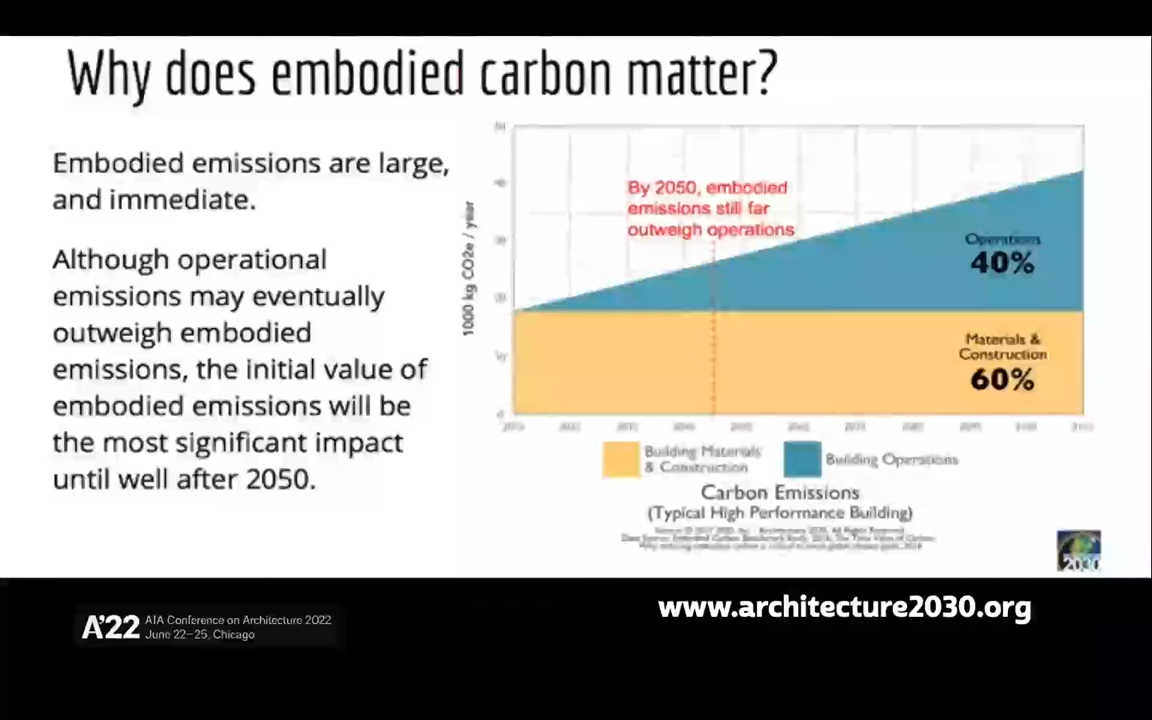 Why does embodied carbon matter?
Embodied emissions are large,
and immediate.
Although operational
emissions may eventually
outweigh embodied
emissions, the initial value of
embodied emissions will be
the most significant impact
until well after 2050.
1000 kg CO2e / year
By 2050, embodied
emissions still far
outweigh operations
Operations
40%
Materials &
Construction
60%
Building Materials
& Construction
Building Operations
Carbon Emissions
(Typical High Performance Building)
2030
A'22
AIA Conference on Architecture 2022
June 22–25, Chicago
www.architecture2030.org